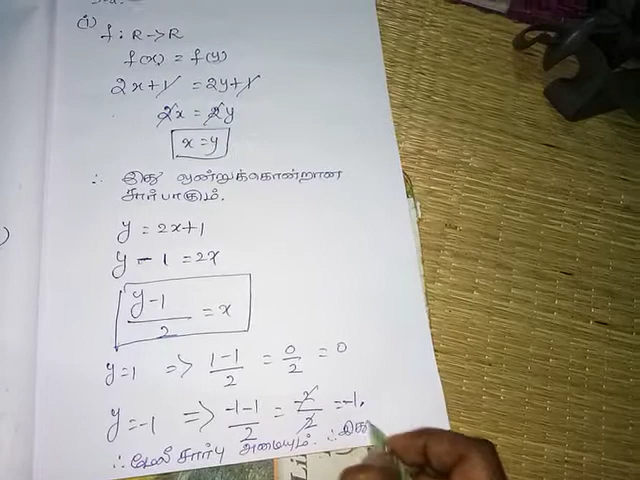 (i) f : R → R
f(x) = f(y)
2x + 1 = 2y + 1
2x = 2y
x = y
∴ இது ஒன்றுக்கொன்றான
சார்பாகும்.
y = 2x+1
y - 1 = 2x
y-1/2 = x
y=1 => 1-1/2 = 0/2 = 0
y=-1 => -1-1/2 = -2/2 = -1.
∴ மேல் சார்பு அமையும். ∴ இது